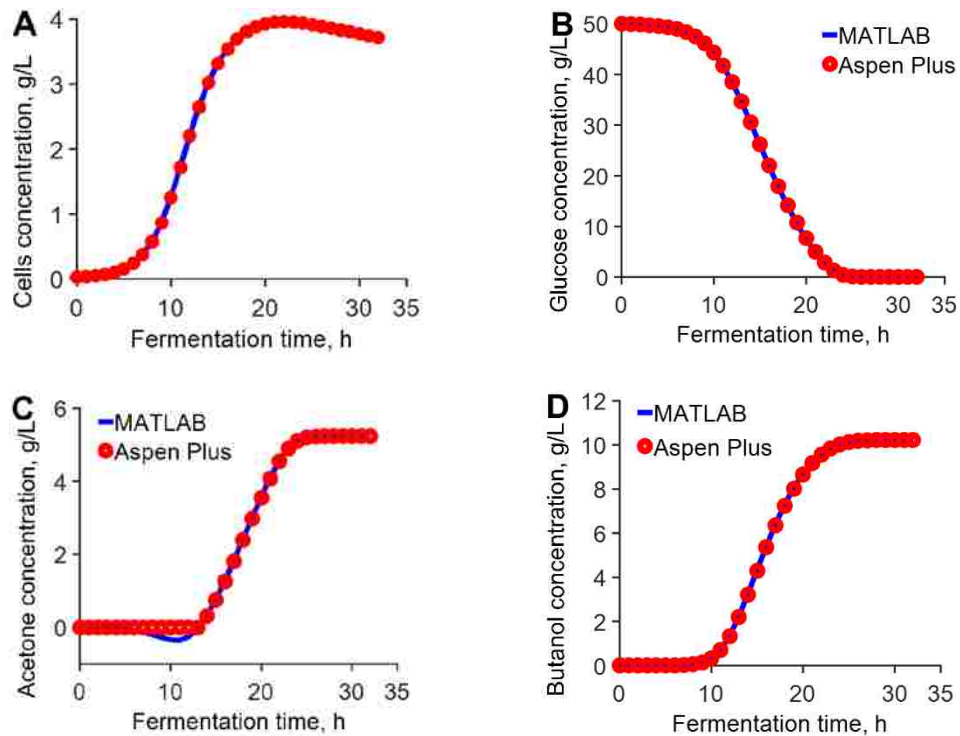 A
Cells concentration, g/L
4
3
2
1
0
0 10 20 30 35
Fermentation time, h
B
Glucose concentration, g/L
50
40
30
20
10
0
MATLAB
Aspen Plus
0 10 20 30 35
Fermentation time, h
C
Acetone concentration, g/L
6
4
2
0
MATLAB
Aspen Plus
0 10 20 30 35
Fermentation time, h
D
Butanol concentration, g/L
12
10
8
6
4
2
0
MATLAB
Aspen Plus
0 10 20 30 35
Fermentation time, h